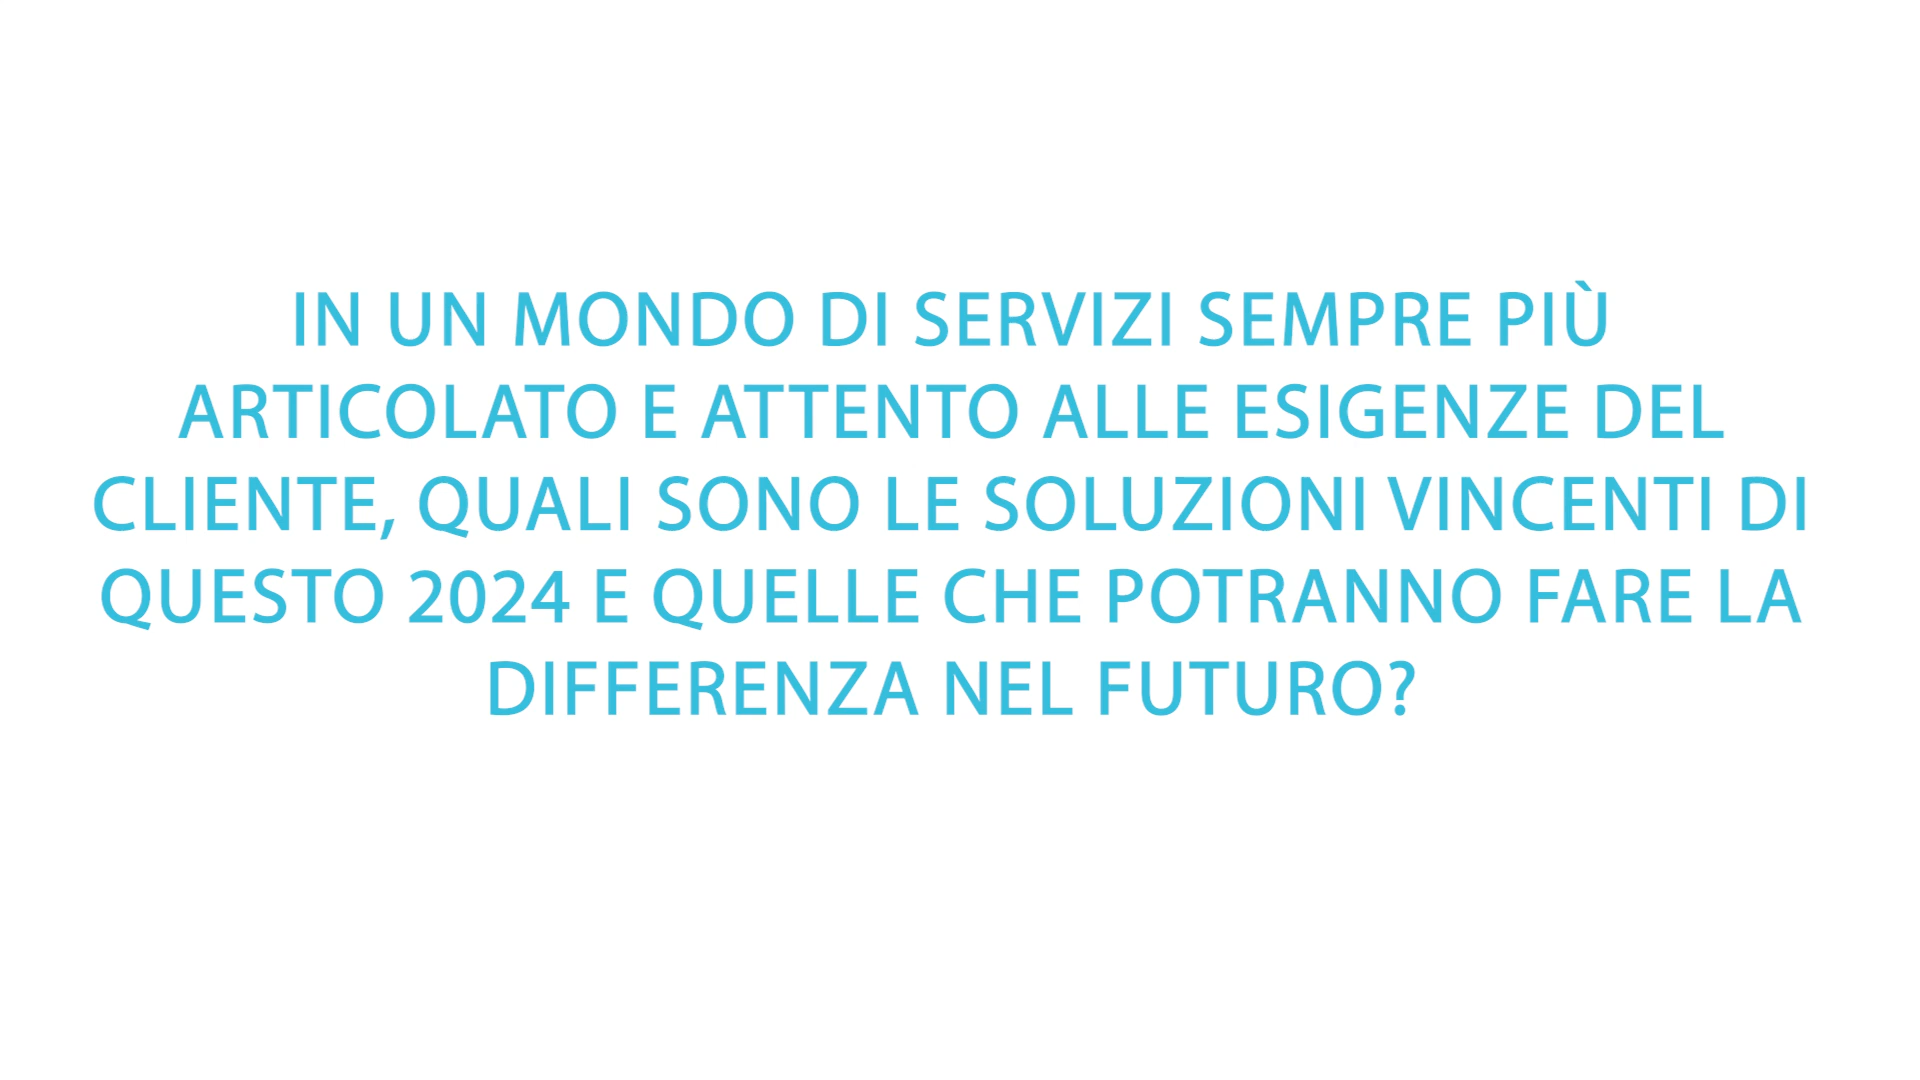 IN UN MONDO DI SERVIZI SEMPRE PIÙ
ARTICOLATO E ATTENTO ALLE ESIGENZE DEL
CLIENTE, QUALI SONO LE SOLUZIONI VINCENTI DI
QUESTO 2024 E QUELLE CHE POTRANNO FARE LA
DIFFERENZA NEL FUTURO?